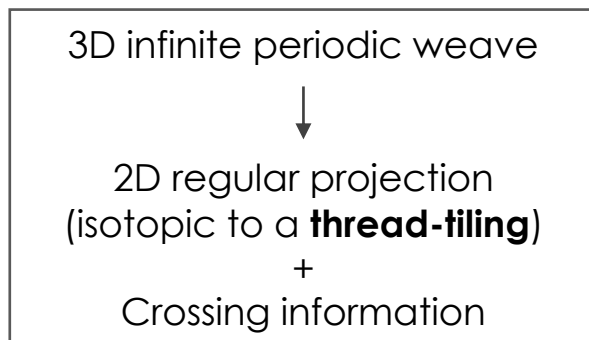 3D infinite periodic weave
2D regular projection
(isotopic to a thread-tiling)
+
Crossing information